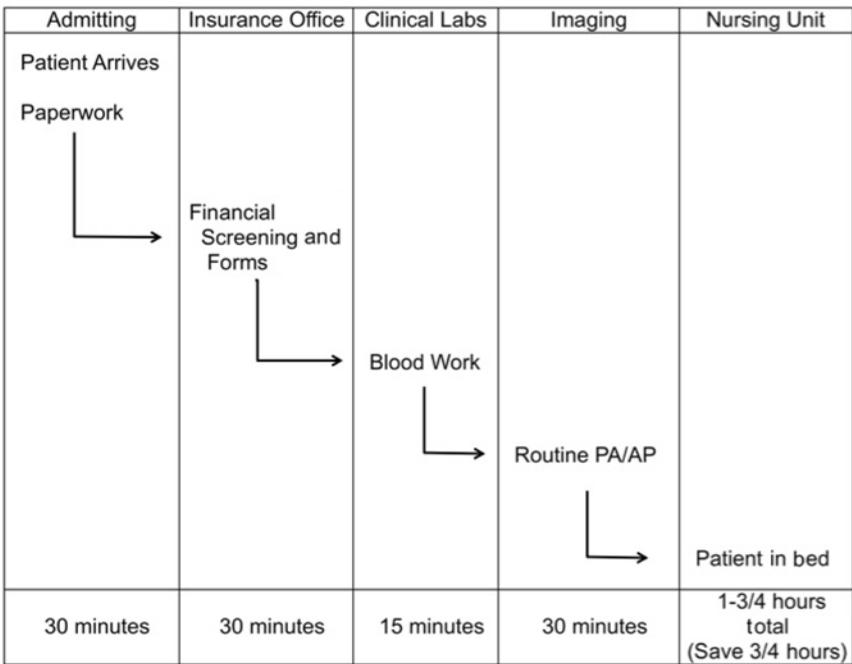 Admitting
Insurance Office
Clinical Labs
Imaging
Nursing Unit
Patient Arrives
Paperwork
Financial
Screening and
Forms
Blood Work
Routine PA/AP
Patient in bed
30 minutes
30 minutes
15 minutes
30 minutes
1-3/4 hours
total
(Save 3/4 hours)